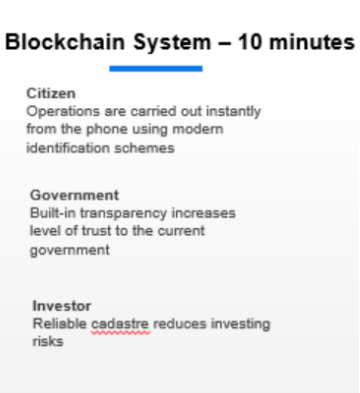 Blockchain System – 10 minutes
Citizen
Operations are carried out instantly
from the phone using modern
identification schemes
Government
Built-in transparency increases
level of trust to the current
government
Investor
Reliable cadastre reduces investing
risks